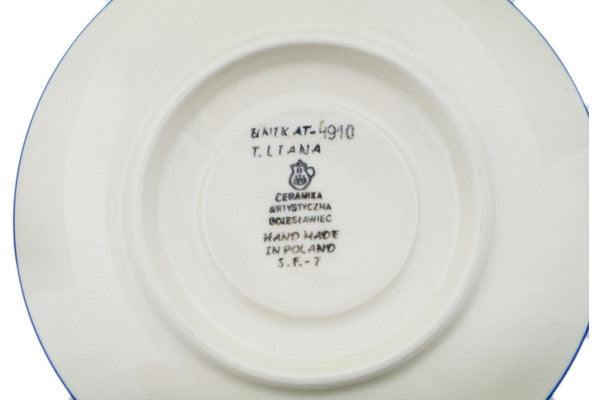 UNIKAT-4910
T. LIANA
B
CERAMIKA
ARTYSTYCZNA
BOLESŁAWIEC
HAND MADE
IN POLAND
S.F.-7